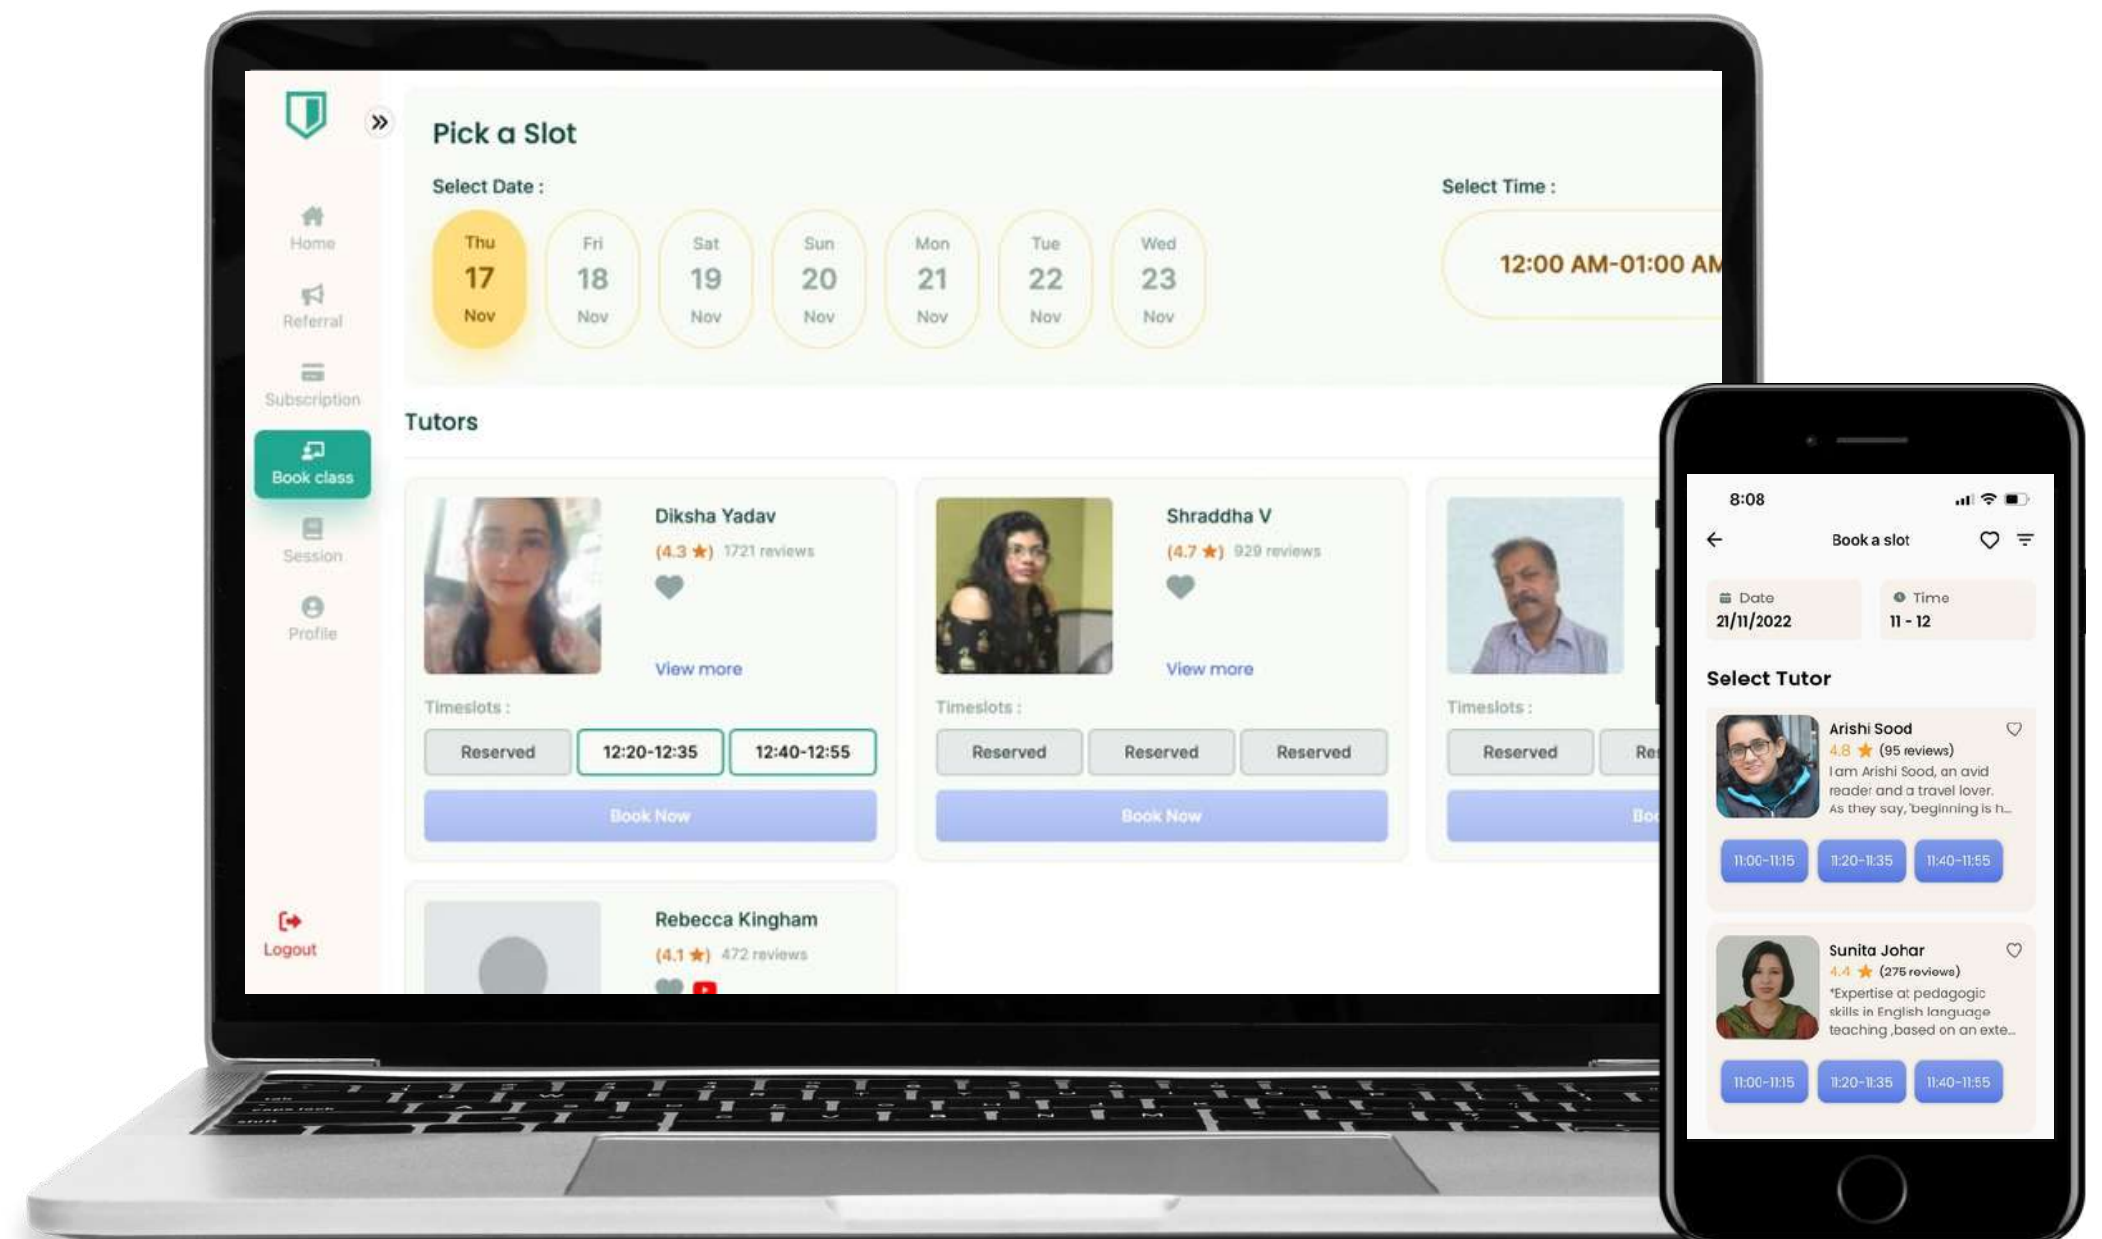 Pick a Slot
Select Date :
Select Time :
Thu
17
Nov
Fri
18
Nov
Sat
19
Nov
Sun
20
Nov
Mon
21
Nov
Tue
22
Nov
Wed
23
Nov
12:00 AM-01:00 AM
Home
Referral
Subscription
Book class
Session
Profile
Logout
Tutors
Diksha Yadav
(4.3 ★) 1721 reviews
View more
Timeslots :
Reserved 12:20-12:35 12:40-12:55
Book Now
Shraddha V
(4.7 ★) 929 reviews
View more
Timeslots :
Reserved Reserved Reserved
Book Now
Timeslots :
Reserved Re
Boo
Rebecca Kingham
(4.1 ★) 472 reviews
8:08
Book a slot
Date
21/11/2022
Time
11 - 12
Select Tutor
Arishi Sood
4.8 ★ (95 reviews)
I am Arishi Sood, an avid
reader and a travel lover.
As they say, 'beginning is h...
11:00-11:15 11:20-11:35 11:40-11:55
Sunita Johar
4.4 ★ (275 reviews)
*Expertise at pedagogic
skills in English language
teaching ,based on an exte...
11:00-11:15 11:20-11:35 11:40-11:55
tab
caps lock
shift